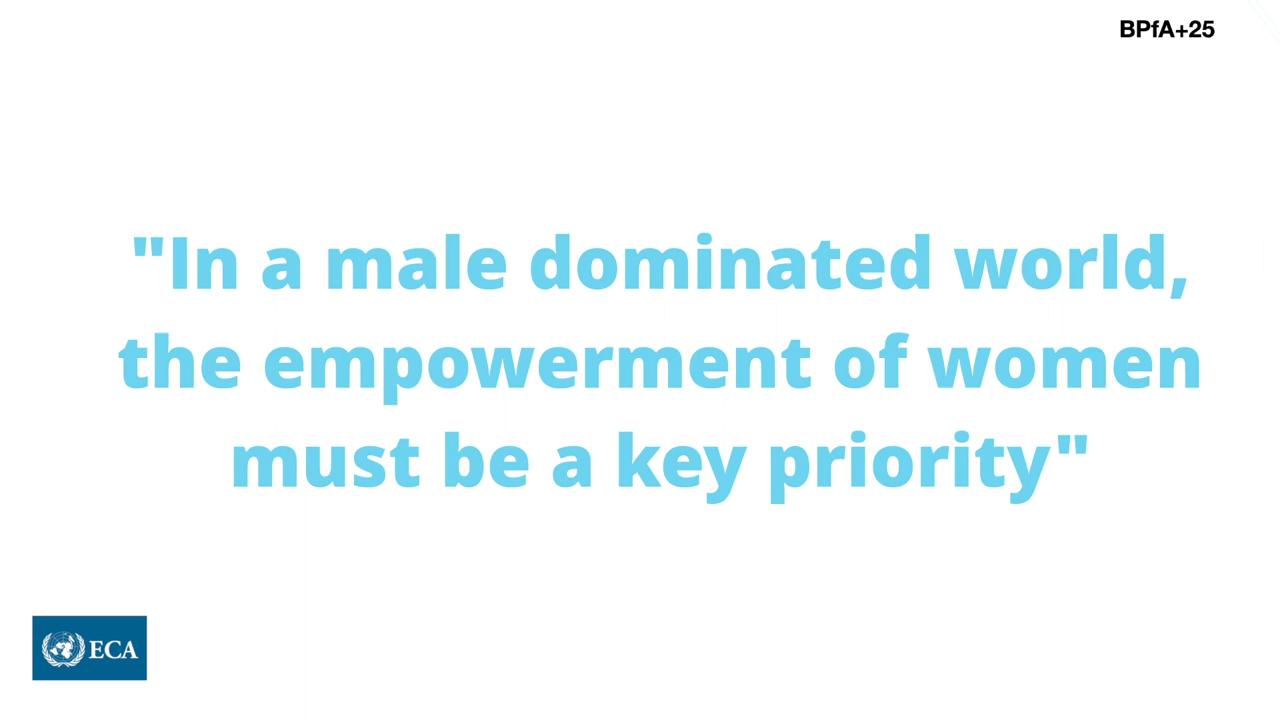 BPfA+25
"In a male dominated world,
the empowerment of women
must be a key priority"
ECA